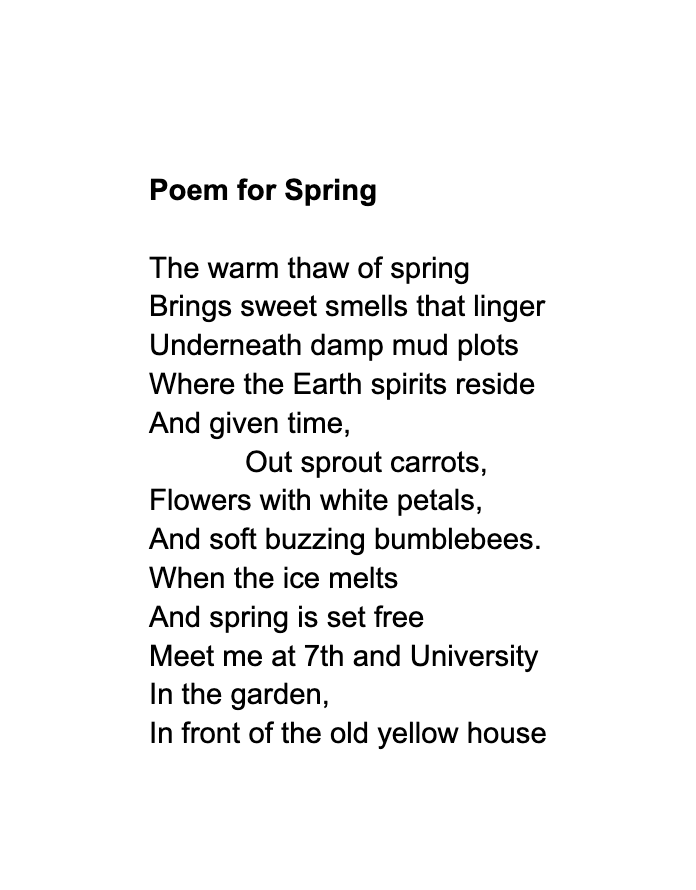 Poem for Spring
The warm thaw of spring
Brings sweet smells that linger
Underneath damp mud plots
Where the Earth spirits reside
And given time,
Out sprout carrots,
Flowers with white petals,
And soft buzzing bumblebees.
When the ice melts
And spring is set free
Meet me at 7th and University
In the garden,
In front of the old yellow house